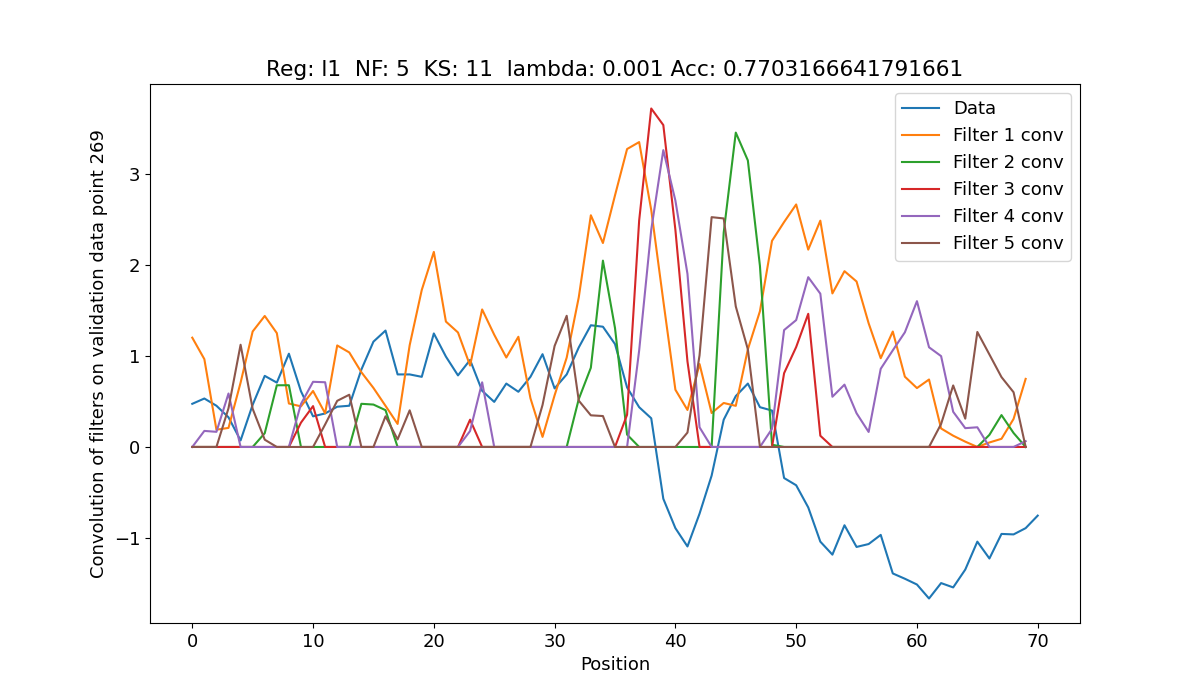 Reg: l1  NF: 5  KS: 11  lambda: 0.001 Acc: 0.7703166641791661
Convolution of filters on validation data point 269
Data
Filter 1 conv
Filter 2 conv
Filter 3 conv
Filter 4 conv
Filter 5 conv
3
2
1
0
−1
0 10 20 30 40 50 60 70
Position